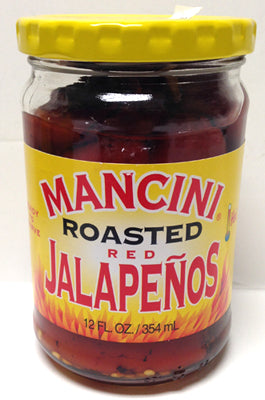 MANCINI®
ROASTED
RED
JALAPEÑOS
12 FL. OZ. / 354 mL